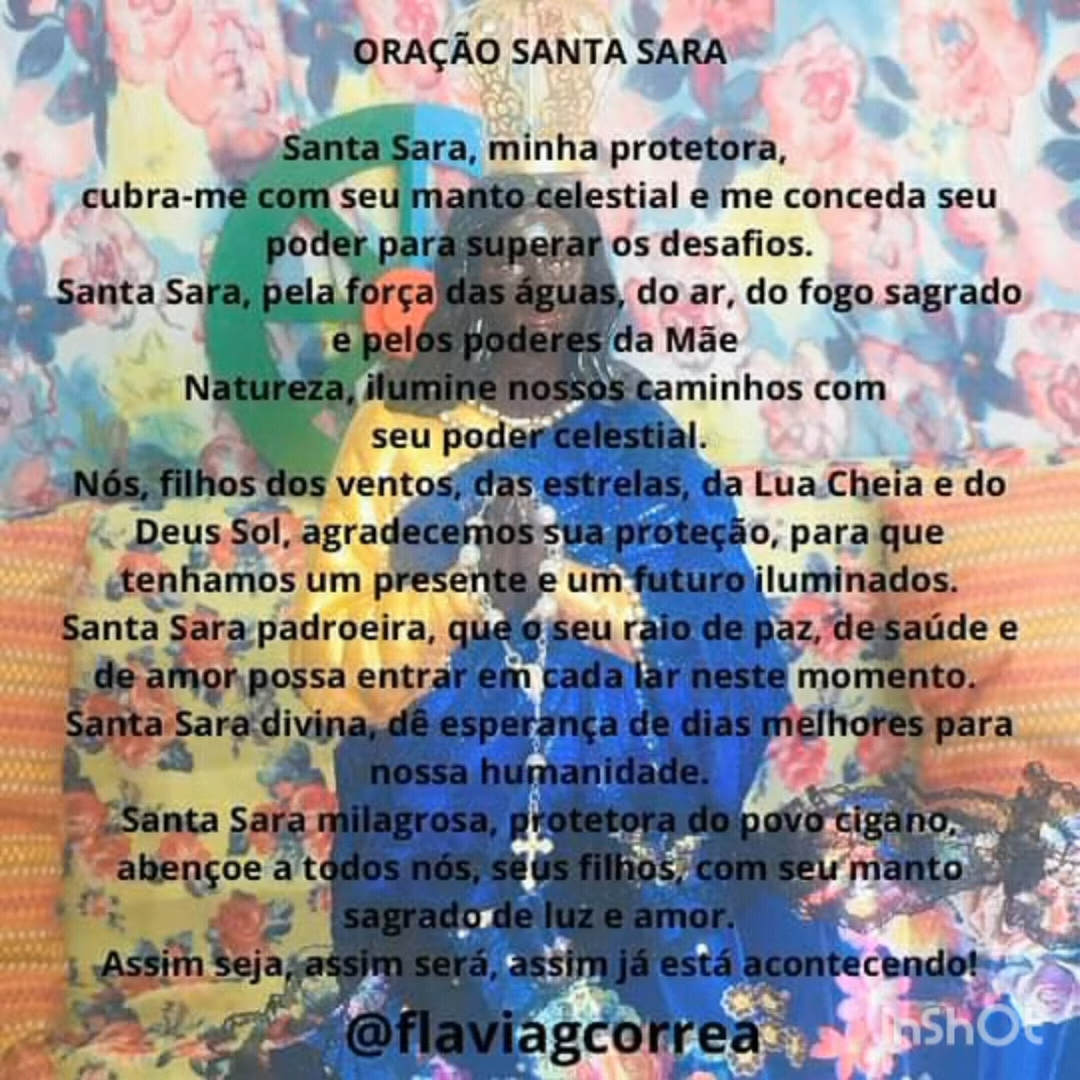 ORAÇÃO SANTA SARA
Santa Sara, minha protetora,
cubra-me com seu manto celestial e me conceda seu
poder para superar os desafios.
Santa Sara, pela força das águas, do ar, do fogo sagrado
e pelos poderes da Mãe
Natureza, ilumine nossos caminhos com
seu poder celestial.
Nós, filhos dos ventos, das estrelas, da Lua Cheia e do
Deus Sol, agradecemos sua proteção, para que
tenhamos um presente e um futuro iluminados.
Santa Sara padroeira, que o seu raio de paz, de saúde e
de amor possa entrar em cada lar neste momento.
Santa Sara divina, dê esperança de dias melhores para
nossa humanidade.
Santa Sara milagrosa, protetora do povo cigano,
abençoe a todos nós, seus filhos, com seu manto
sagrado de luz e amor.
Assim seja, assim será, assim já está acontecendo!
@flaviagcorrea
InShOt